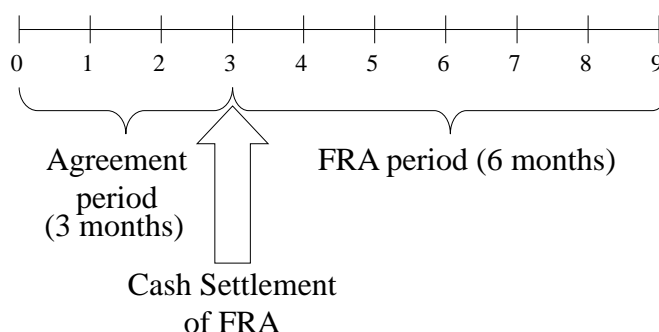 0 1 2 3 4 5 6 7 8 9
Agreement
period
(3 months)
FRA period (6 months)
Cash Settlement
of FRA